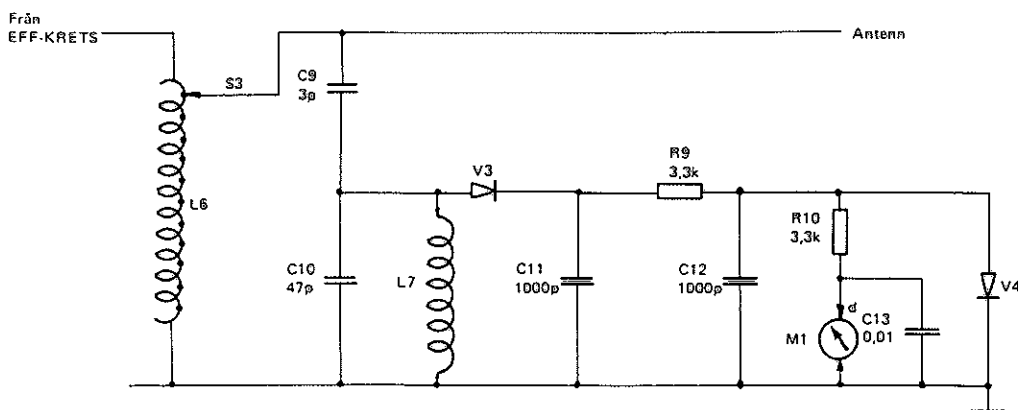 Från
EFF-KRETS
S3
L6
C9
3p
Antenn
V3
R9
3,3k
R10
3,3k
C10
47p
L7
C11
1000p
C12
1000p
M1
d
C13
0,01
V4